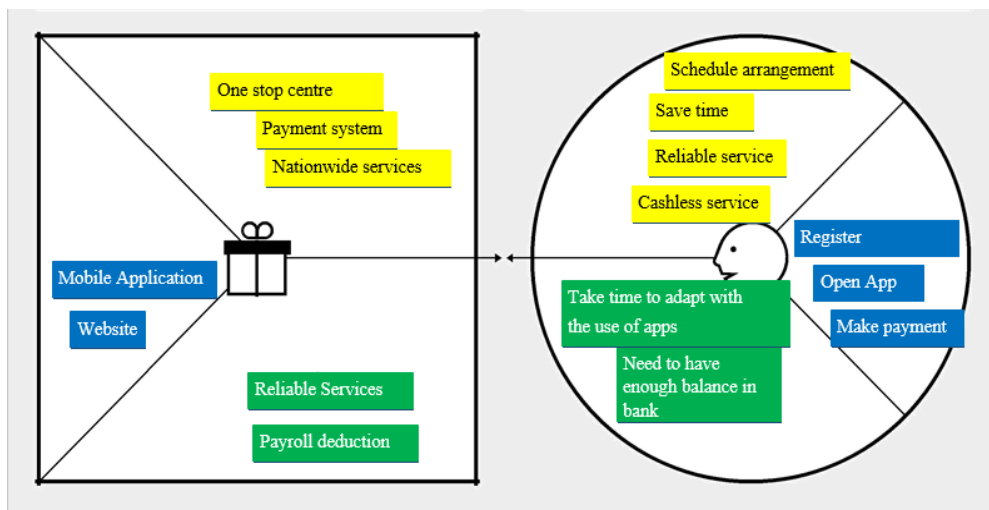 One stop centre
Payment system
Nationwide services
Mobile Application
Website
Reliable Services
Payroll deduction
Schedule arrangement
Save time
Reliable service
Cashless service
Register
Open App
Make payment
Take time to adapt with
the use of apps
Need to have
enough balance in
bank